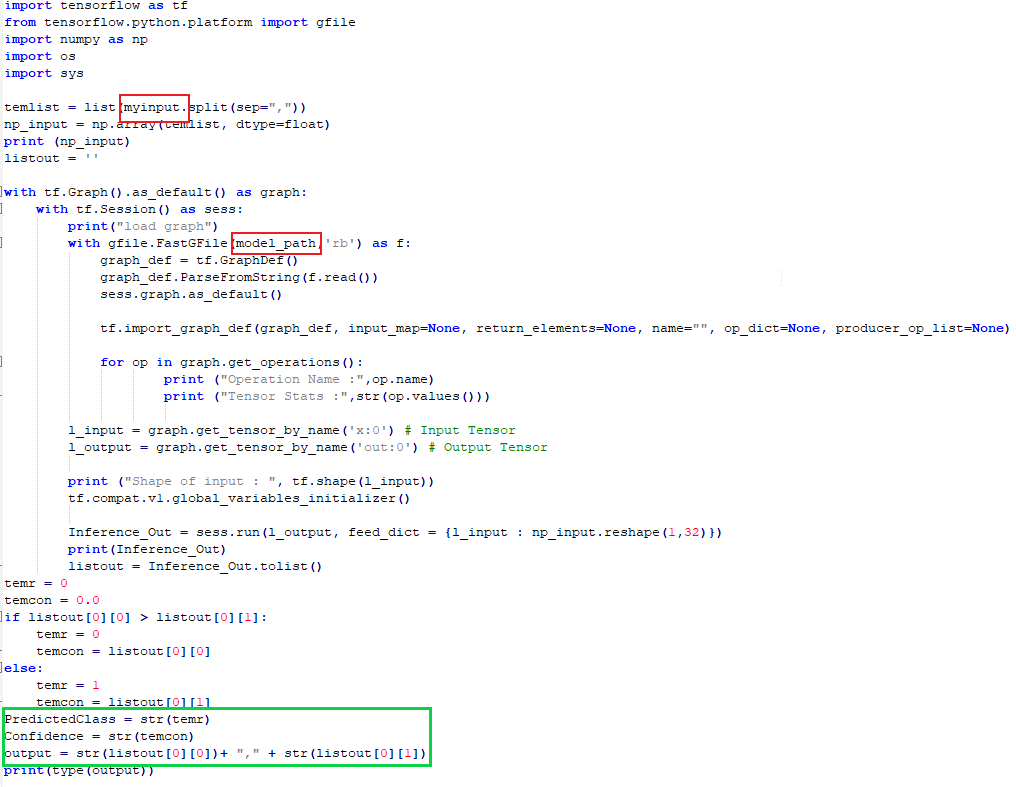 import tensorflow as tf
from tensorflow.python.platform import gfile
import numpy as np
import os
import sys
temlist = list(myinput.split(sep=","))
np_input = np.array(temlist, dtype=float)
print (np_input)
listout = ''
with tf.Graph().as_default() as graph:
    with tf.Session() as sess:
        print("load graph")
        with gfile.FastGFile(model_path,'rb') as f:
            graph_def = tf.GraphDef()
            graph_def.ParseFromString(f.read())
            sess.graph.as_default()
            tf.import_graph_def(graph_def, input_map=None, return_elements=None, name="", op_dict=None, producer_op_list=None)
            for op in graph.get_operations():
                    print ("Operation Name :",op.name)
                    print ("Tensor Stats :",str(op.values()))
        l_input = graph.get_tensor_by_name('x:0') # Input Tensor
        l_output = graph.get_tensor_by_name('out:0') # Output Tensor
        print ("Shape of input : ", tf.shape(l_input))
        tf.compat.v1.global_variables_initializer()
        Inference_Out = sess.run(l_output, feed_dict = {l_input : np_input.reshape(1,32)})
        print(Inference_Out)
        listout = Inference_Out.tolist()
temr = 0
temcon = 0.0
if listout[0][0] > listout[0][1]:
    temr = 0
    temcon = listout[0][0]
else:
    temr = 1
    temcon = listout[0][1]
PredictedClass = str(temr)
Confidence = str(temcon)
output = str(listout[0][0])+ "," + str(listout[0][1])
print(type(output))